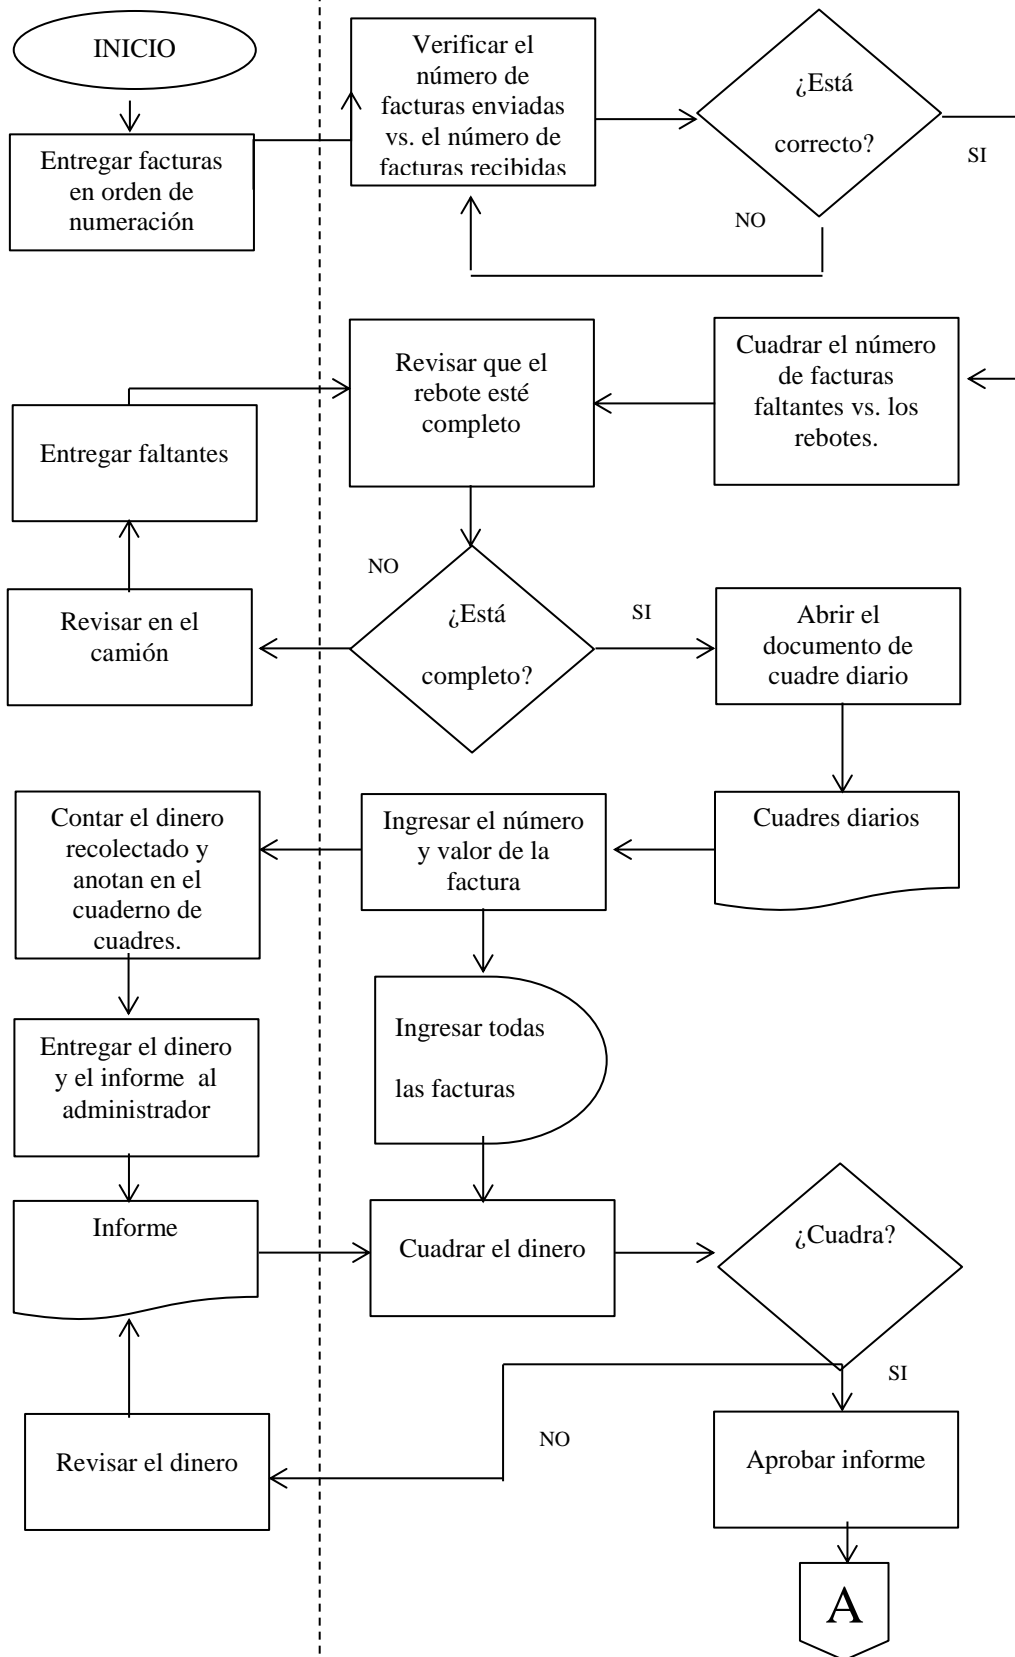 INICIO
Entregar facturas
en orden de
numeración
Verificar el
número de
facturas enviadas
vs. el número de
facturas recibidas
¿Está
correcto?
SI
NO
Cuadrar el número
de facturas
faltantes vs. los
rebotes.
Revisar que el
rebote esté
completo
Entregar faltantes
Revisar en el
camión
NO
¿Está
completo?
SI
Abrir el
documento de
cuadre diario
Cuadres diarios
Ingresar el número
y valor de la
factura
Contar el dinero
recolectado y
anotan en el
cuaderno de
cuadres.
Entregar el dinero
y el informe al
administrador
Ingresar todas
las facturas
Informe
Cuadrar el dinero
¿Cuadra?
SI
NO
Revisar el dinero
Aprobar informe
A